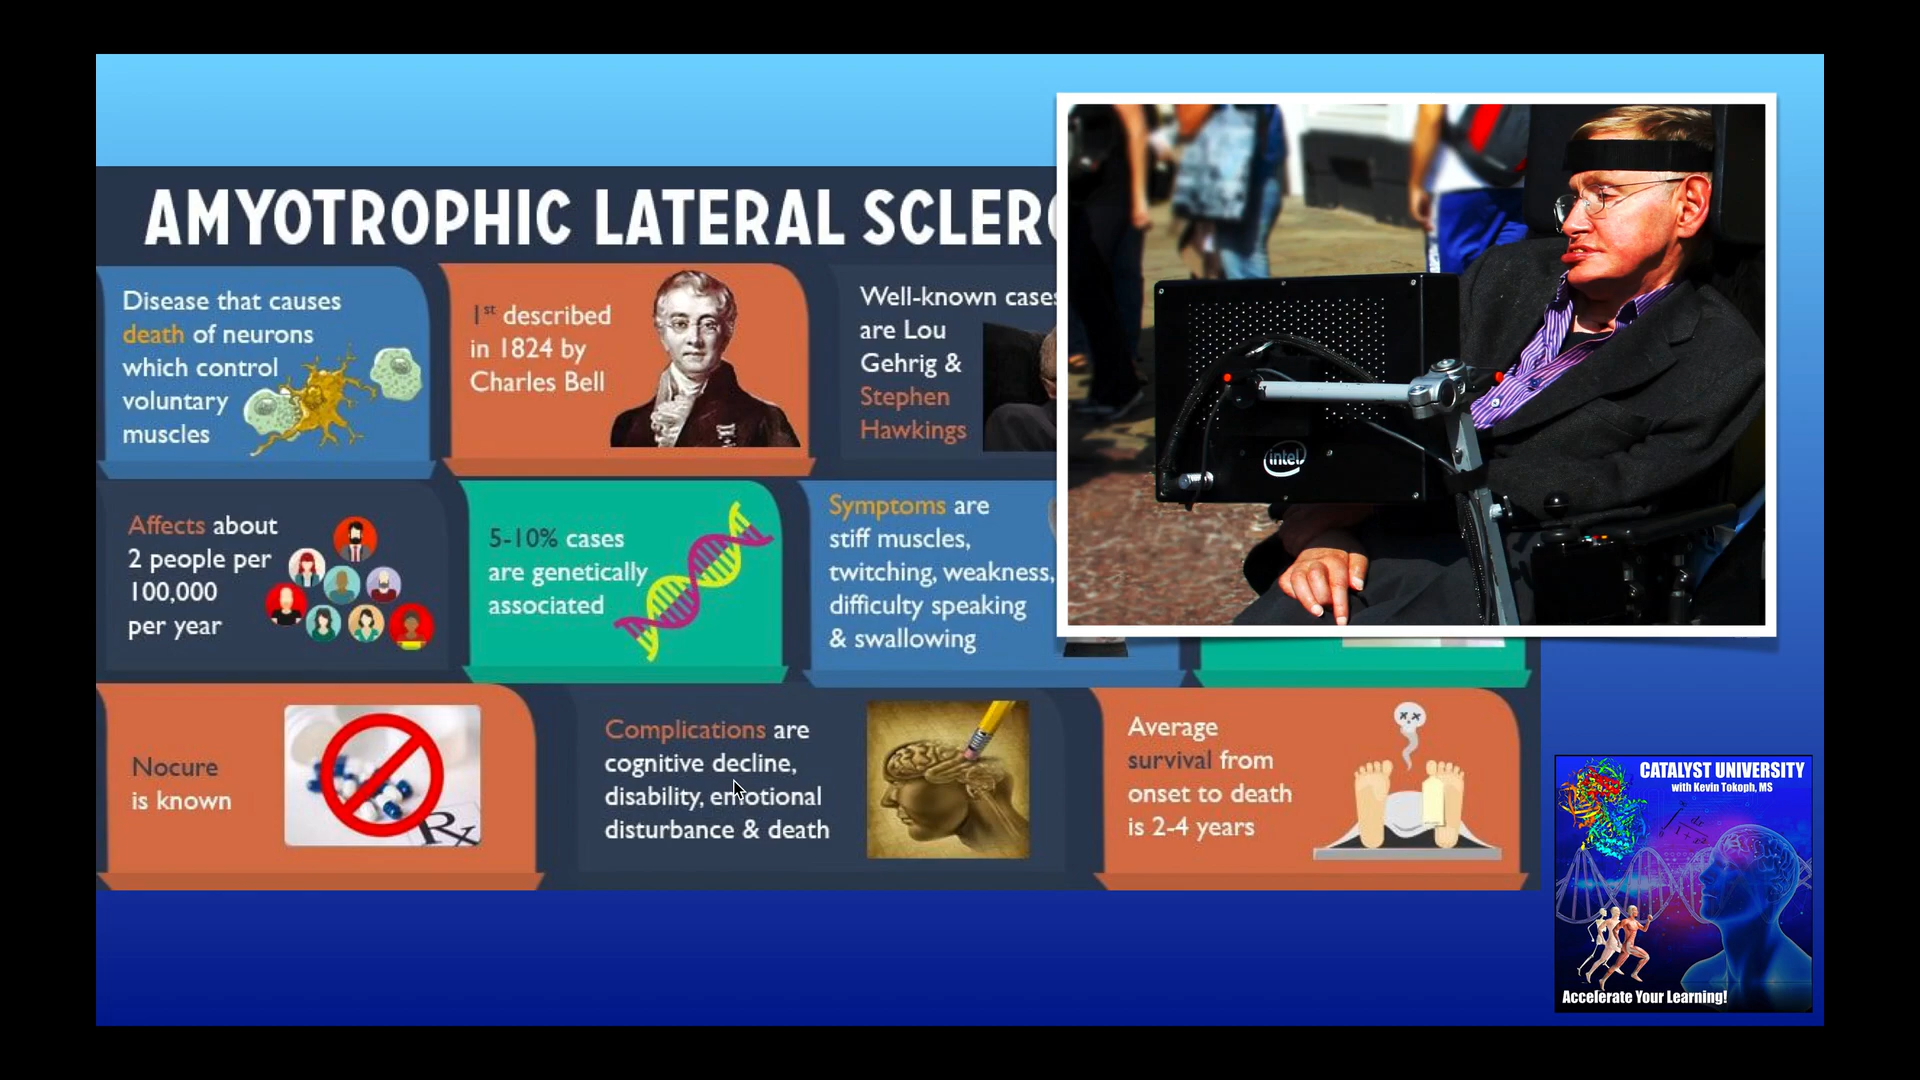 AMYOTROPHIC LATERAL SCLERO
Disease that causes
death of neurons
which control
voluntary
muscles
1st described
in 1824 by
Charles Bell
Well-known cases
are Lou
Gehrig &
Stephen
Hawkings
Affects about
2 people per
100,000
per year
5-10% cases
are genetically
associated
Symptoms are
stiff muscles,
twitching, weakness,
difficulty speaking
& swallowing
intel
Nocure
is known
Rx
Complications are
cognitive decline,
disability, emotional
disturbance & death
Average
survival from
onset to death
is 2-4 years
CATALYST UNIVERSITY
with Kevin Tokoph, MS
Accelerate Your Learning!